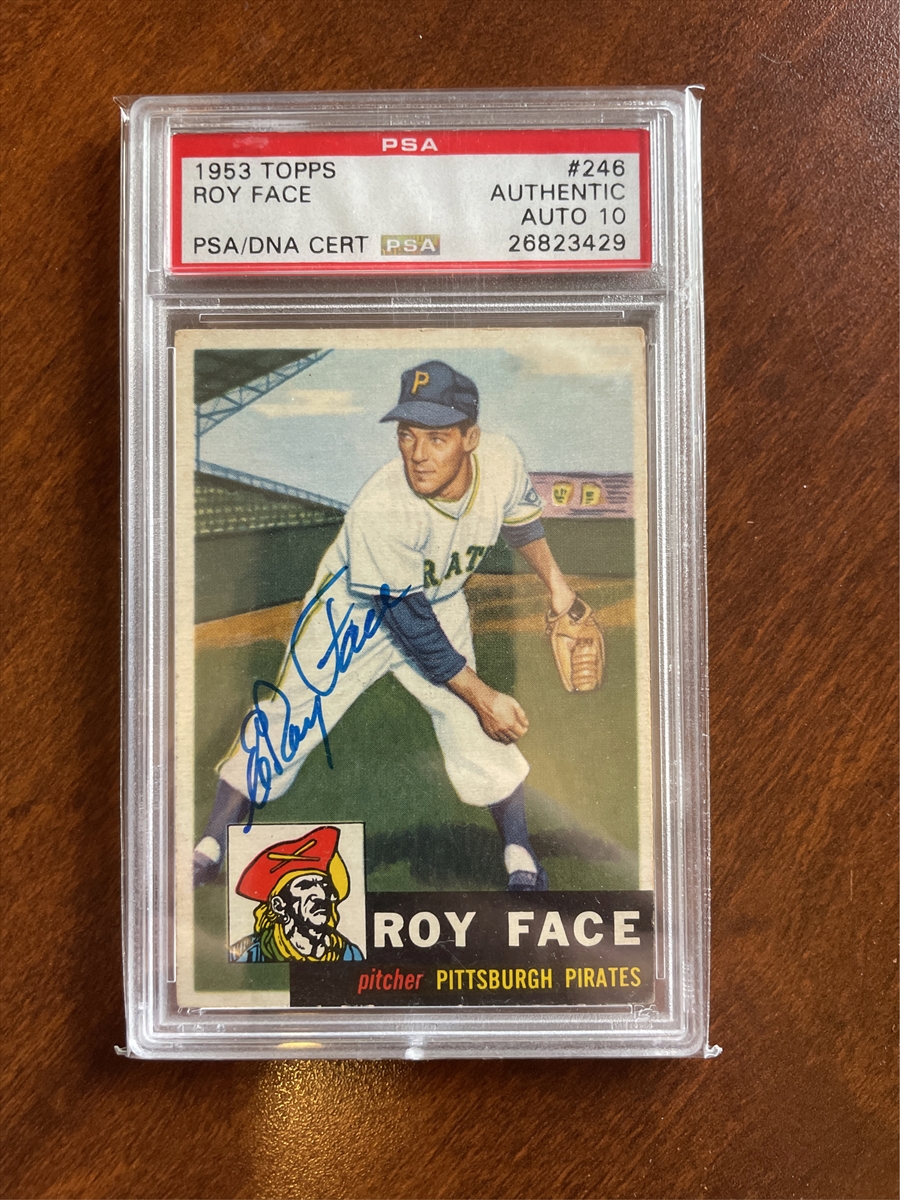 PSA
1953 TOPPS #246
ROY FACE AUTHENTIC
AUTO 10
PSA/DNA CERT PSA 26823429
P
RAT
E Roy Face
ROY FACE
pitcher PITTSBURGH PIRATES